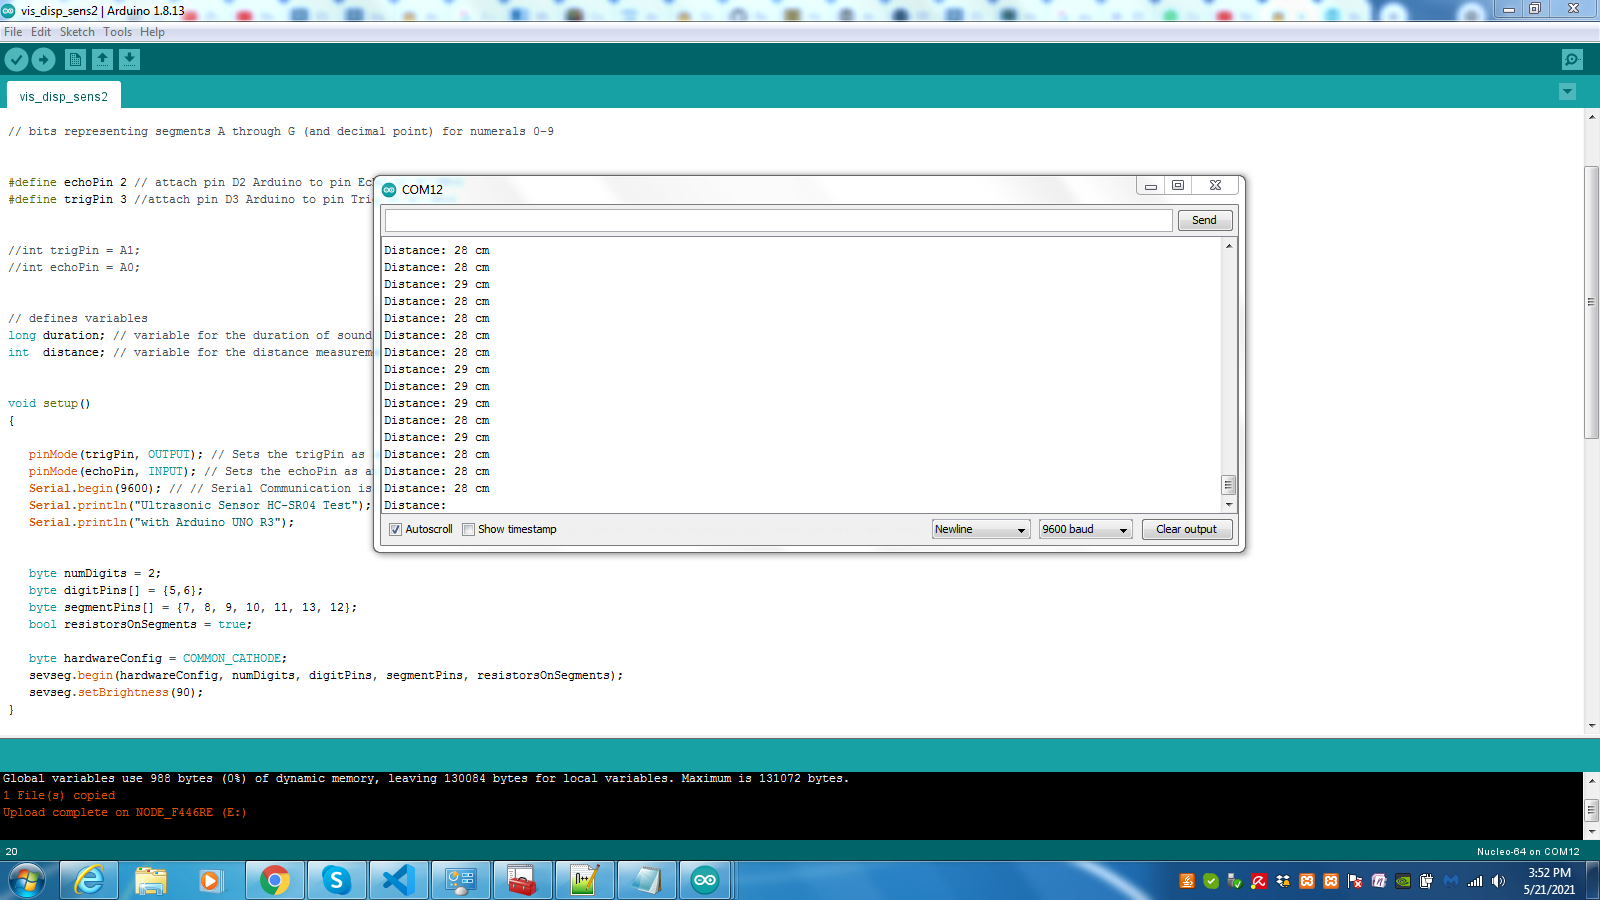 vis_disp_sens2 | Arduino 1.8.13
File Edit Sketch Tools Help
vis_disp_sens2
// bits representing segments A through G (and decimal point) for numerals 0-9
#define echoPin 2 // attach pin D2 Arduino to pin Ec
#define trigPin 3 //attach pin D3 Arduino to pin Tri
//int trigPin = A1;
//int echoPin = A0;
// defines variables
long duration; // variable for the duration of sound
int  distance; // variable for the distance measurem
void setup()
{
pinMode(trigPin, OUTPUT); // Sets the trigPin as
pinMode(echoPin, INPUT); // Sets the echoPin as a
Serial.begin(9600); // // Serial Communication is
Serial.println("Ultrasonic Sensor HC-SR04 Test");
Serial.println("with Arduino UNO R3");
byte numDigits = 2;
byte digitPins[] = {5,6};
byte segmentPins[] = {7, 8, 9, 10, 11, 13, 12};
bool resistorsOnSegments = true;
byte hardwareConfig = COMMON_CATHODE;
sevseg.begin(hardwareConfig, numDigits, digitPins, segmentPins, resistorsOnSegments);
sevseg.setBrightness(90);
}
COM12
Send
Distance: 28 cm
Distance: 28 cm
Distance: 29 cm
Distance: 28 cm
Distance: 28 cm
Distance: 28 cm
Distance: 28 cm
Distance: 29 cm
Distance: 29 cm
Distance: 29 cm
Distance: 28 cm
Distance: 29 cm
Distance: 28 cm
Distance: 28 cm
Distance: 28 cm
Distance:
Autoscroll Show timestamp Newline 9600 baud Clear output
Global variables use 988 bytes (0%) of dynamic memory, leaving 130084 bytes for local variables. Maximum is 131072 bytes.
1 File(s) copied
Upload complete on NODE_F446RE (E:)
20 Nucleo-64 on COM12
3:52 PM
5/21/2021